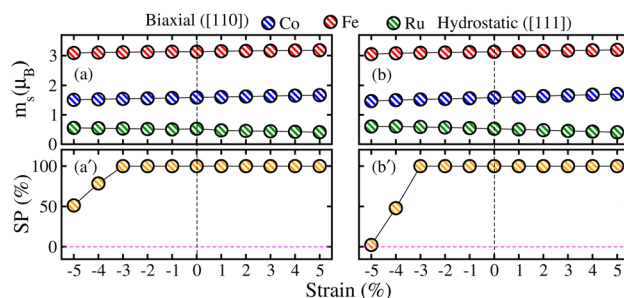 Biaxial ([110]) Co Fe Ru Hydrostatic ([111])
m_s(μ_B)
3
2
1
0
(a)
(b)
SP (%)
100
50
0
(a′)
(b′)
-5 -4 -3 -2 -1 0 1 2 3 4 5
-5 -4 -3 -2 -1 0 1 2 3 4 5
Strain (%)